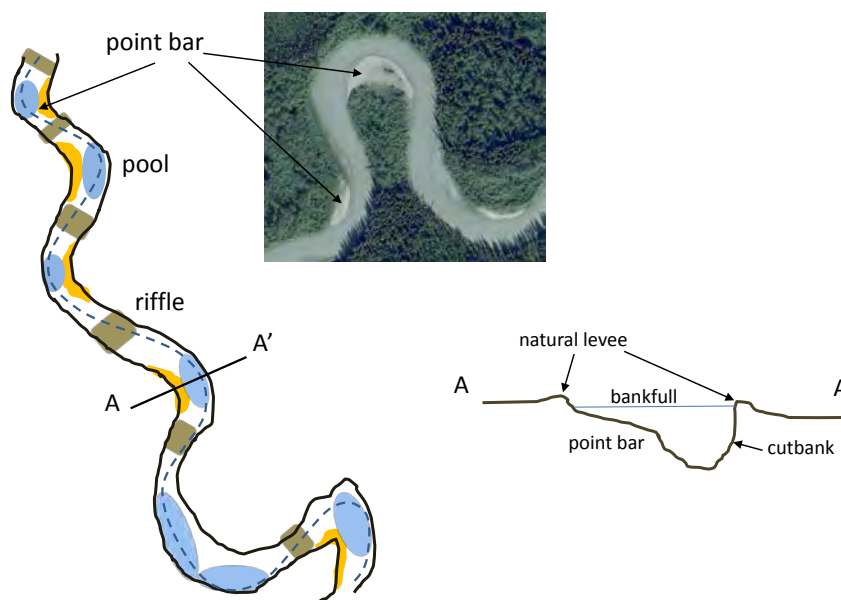 point bar
pool
riffle
A'
A
natural levee
A
bankfull
A
point bar
cutbank